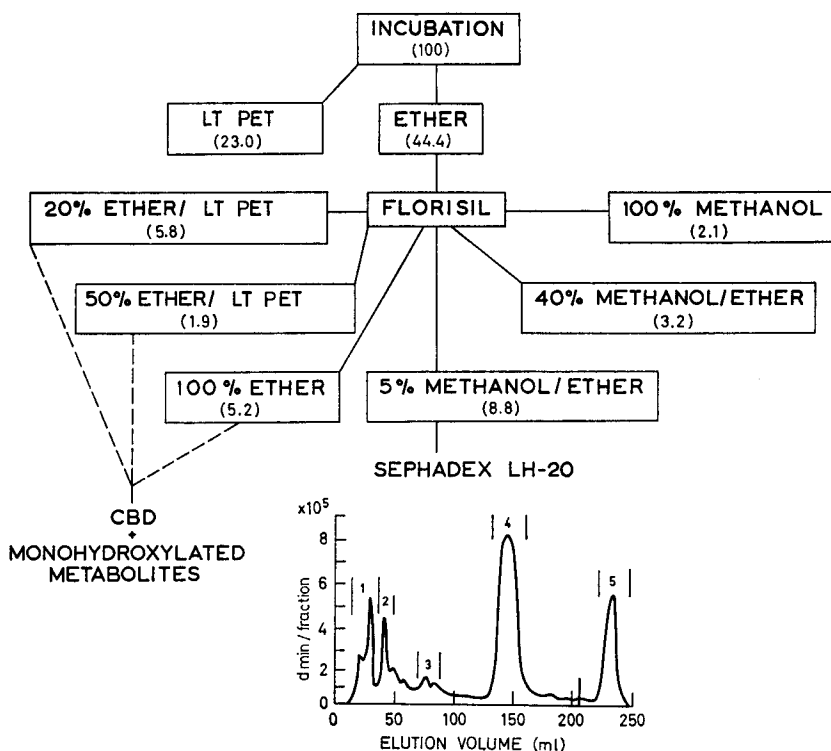 INCUBATION
(100)
LT PET
(23.0)
ETHER
(44.4)
20% ETHER/ LT PET
(5.8)
FLORISIL
100% METHANOL
(2.1)
50% ETHER/ LT PET
(1.9)
40% METHANOL/ETHER
(3.2)
100% ETHER
(5.2)
5% METHANOL/ETHER
(8.8)
SEPHADEX LH-20
CBD
+
MONOHYDROXYLATED
METABOLITES
x10⁵
d min/fraction
8
6
4
2
0
1
2
3
4
5
0
50
100
150
200
250
ELUTION VOLUME (ml)